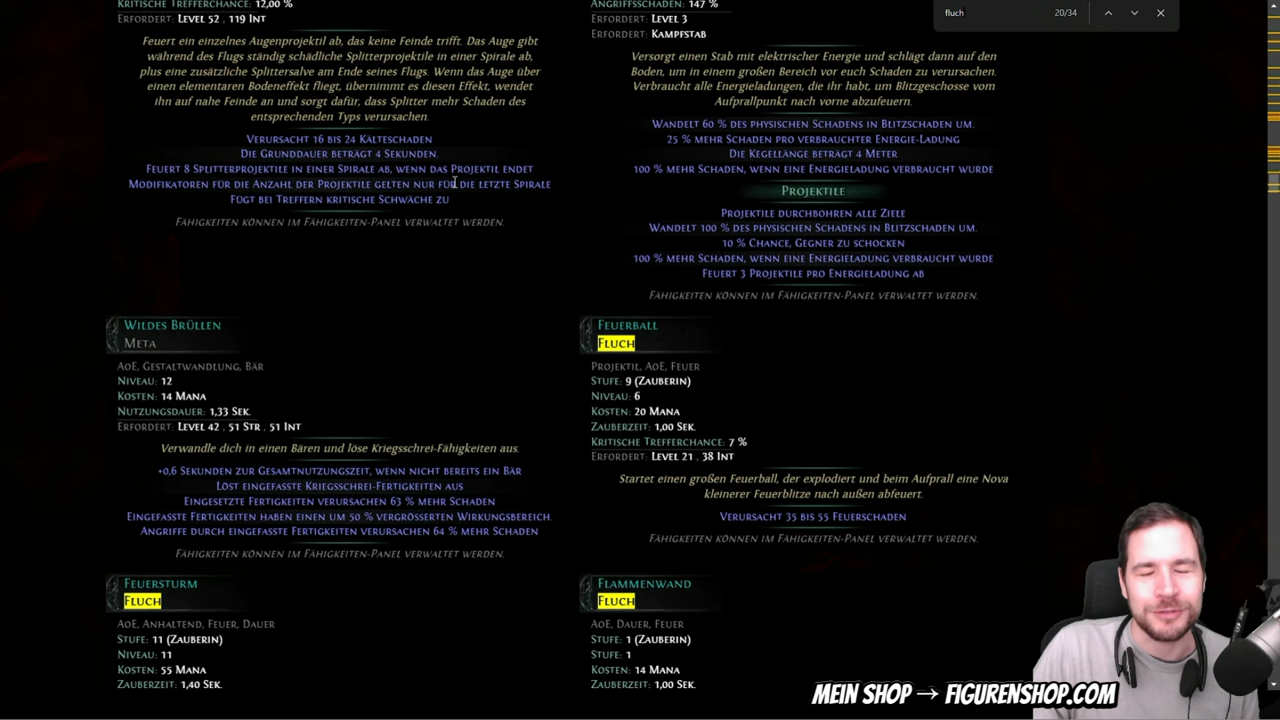 Kritische Trefferchance: 12,00 %
Erfordert: Level 52 , 119 Int
Feuert ein einzelnes Augenprojektil ab, das keine Feinde trifft. Das Auge gibt
während des Flugs ständig schädliche Splitterprojektile in einer Spirale ab,
plus eine zusätzliche Splittersalve am Ende seines Flugs. Wenn das Auge über
einen elementaren Bodeneffekt fliegt, übernimmt es diesen Effekt, wendet
ihn auf nahe Feinde an und sorgt dafür, dass Splitter mehr Schaden des
entsprechenden Typs verursachen.
Verursacht 16 bis 24 Kälteschaden
Die Grunddauer beträgt 4 Sekunden.
Feuert 8 Splitterprojektile in einer Spirale ab, wenn das Projektil endet
Modifikatoren für die Anzahl der Projektile gelten nur für die letzte Spirale
Fügt bei Treffern kritische Schwäche zu
Fähigkeiten können im Fähigkeiten-Panel verwaltet werden.
Angriffsschaden: 147 %
Erfordert: Level 3
Erfordert: Kampfstab
Versorgt einen Stab mit elektrischer Energie und schlägt dann auf den
Boden, um in einem großen Bereich vor euch Schaden zu verursachen.
Verbraucht alle Energieladungen, die ihr habt, um Blitzgeschosse vom
Aufprallpunkt nach vorne abzufeuern.
Wandelt 60 % des physischen Schadens in Blitzschaden um.
25 % mehr Schaden pro verbrauchter Energie-Ladung
Die Kegellänge beträgt 4 Meter
100 % mehr Schaden, wenn eine Energieladung verbraucht wurde
Projektile
Projektile durchbohren alle Ziele
Wandelt 100 % des physischen Schadens in Blitzschaden um.
10 % Chance, Gegner zu schocken
100 % mehr Schaden, wenn eine Energieladung verbraucht wurde
Feuert 3 Projektile pro Energieladung ab
Fähigkeiten können im Fähigkeiten-Panel verwaltet werden.
fluch
20/34
Wildes Brüllen
Meta
AoE, Gestaltwandlung, Bär
Niveau: 12
Kosten: 14 Mana
Nutzungsdauer: 1,33 Sek.
Erfordert: Level 42 , 51 Str , 51 Int
Verwandle dich in einen Bären und löse Kriegsschrei-Fähigkeiten aus.
+0,6 Sekunden zur Gesamtnutzungszeit, wenn nicht bereits ein Bär
Löst eingefasste Kriegsschrei-Fertigkeiten aus
Eingesetzte Fertigkeiten verursachen 63 % mehr Schaden
Eingefasste Fertigkeiten haben einen um 50 % vergrösserten Wirkungsbereich.
Angriffe durch eingefasste Fertigkeiten verursachen 64 % mehr Schaden
Fähigkeiten können im Fähigkeiten-Panel verwaltet werden.
Feuerball
Fluch
Projektil, AoE, Feuer
Stufe: 9 (Zauberin)
Niveau: 6
Kosten: 20 Mana
Zauberzeit: 1,00 Sek.
Kritische Trefferchance: 7 %
Erfordert: Level 21 , 38 Int
Startet einen großen Feuerball, der explodiert und beim Aufprall eine Nova
kleinerer Feuerblitze nach außen abfeuert.
Verursacht 35 bis 55 Feuerschaden
Fähigkeiten können im Fähigkeiten-Panel verwaltet werden.
Feuersturm
Fluch
AoE, Anhaltend, Feuer, Dauer
Stufe: 11 (Zauberin)
Niveau: 11
Kosten: 55 Mana
Zauberzeit: 1,40 Sek.
Flammenwand
Fluch
AoE, Dauer, Feuer
Stufe: 1 (Zauberin)
Stufe: 1
Kosten: 14 Mana
Zauberzeit: 1,00 Sek.
MEIN SHOP → FIGURENSHOP.COM